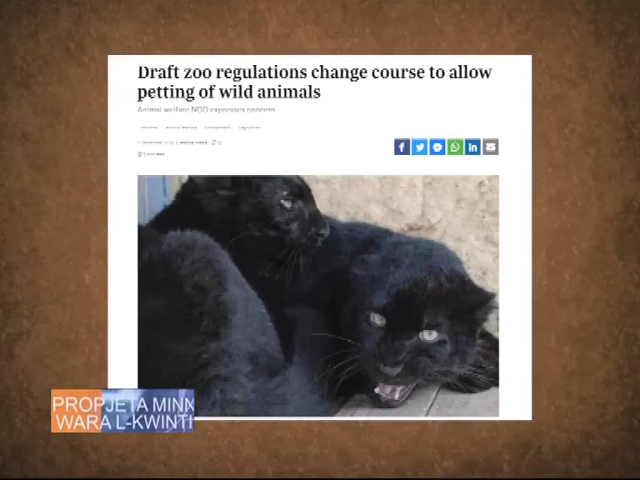 Draft zoo regulations change course to allow
petting of wild animals
Animal welfare NGO expresses concern
PROPJETA MINN
WARA L-KWINTI